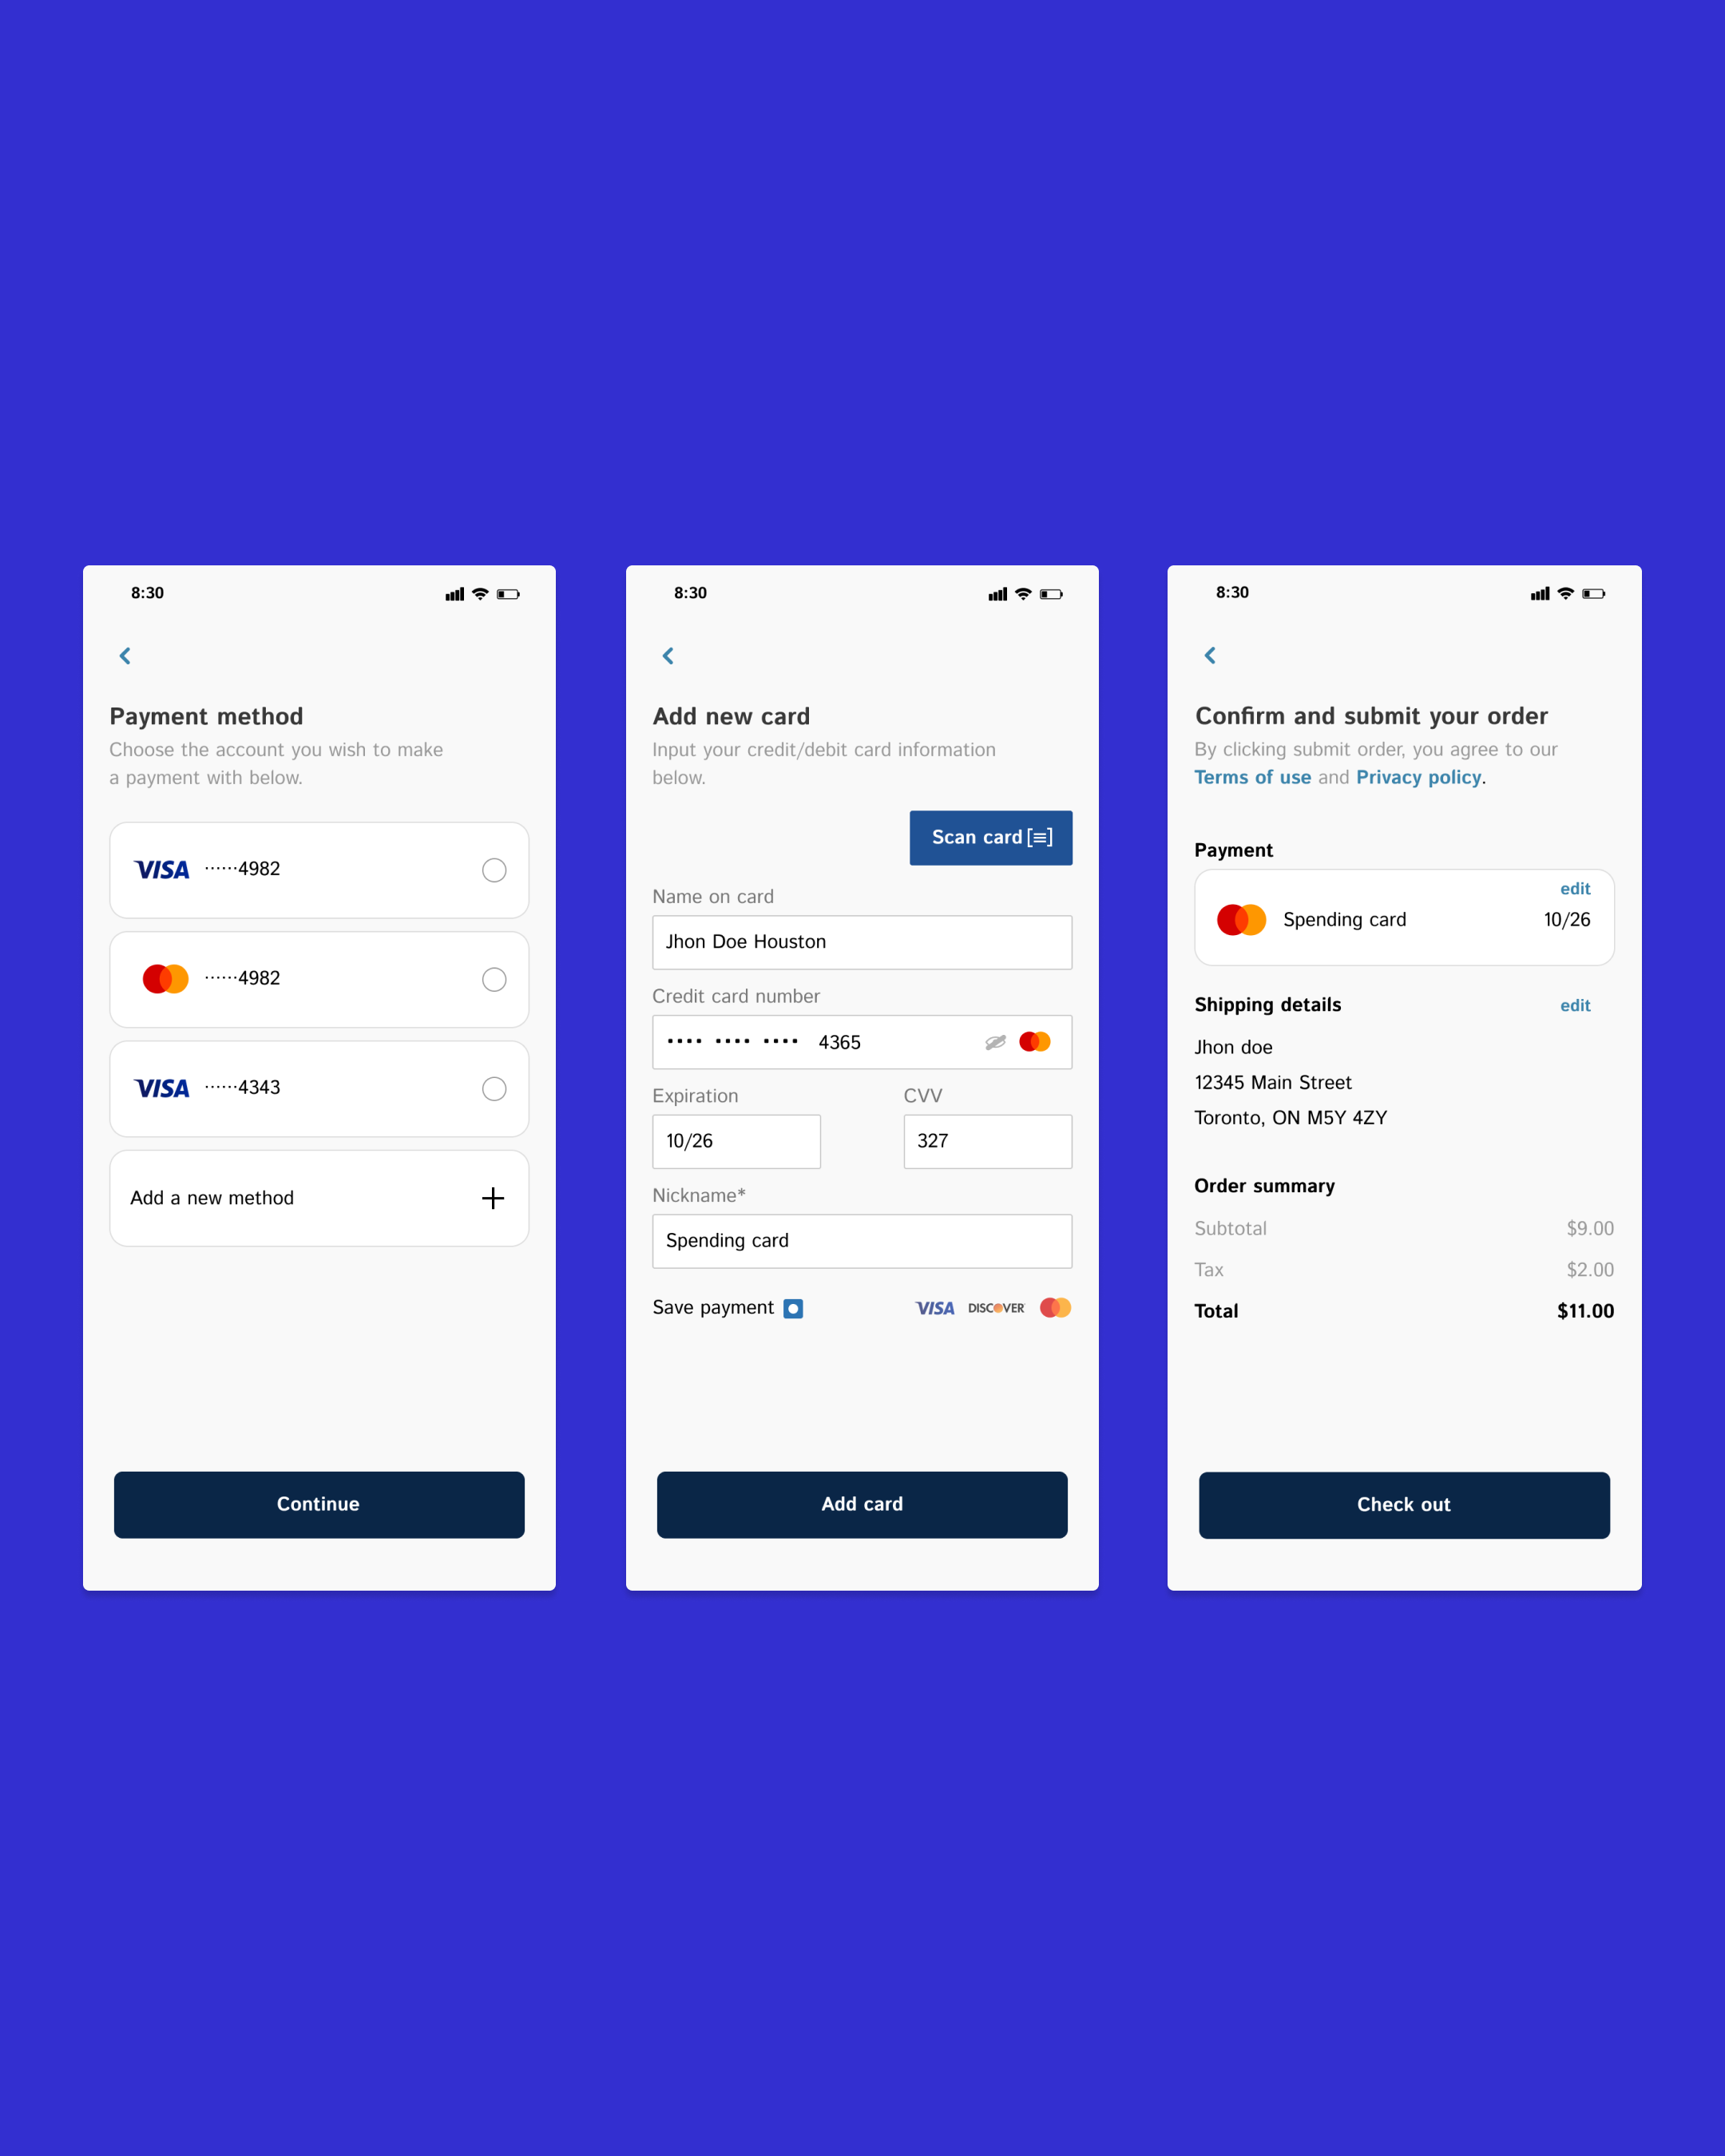 8:30
Payment method
Choose the account you wish to make
a payment with below.
VISA ······4982
······4982
VISA ······4343
Add a new method
Continue
8:30
Add new card
Input your credit/debit card information
below.
Scan card
Name on card
Jhon Doe Houston
Credit card number
•••• •••• •••• 4365
Expiration CVV
10/26 327
Nickname*
Spending card
Save payment VISA DISCOVER
Add card
8:30
Confirm and submit your order
By clicking submit order, you agree to our
Terms of use and Privacy policy.
Payment
edit
Spending card 10/26
Shipping details edit
Jhon doe
12345 Main Street
Toronto, ON M5Y 4ZY
Order summary
Subtotal $9.00
Tax $2.00
Total $11.00
Check out